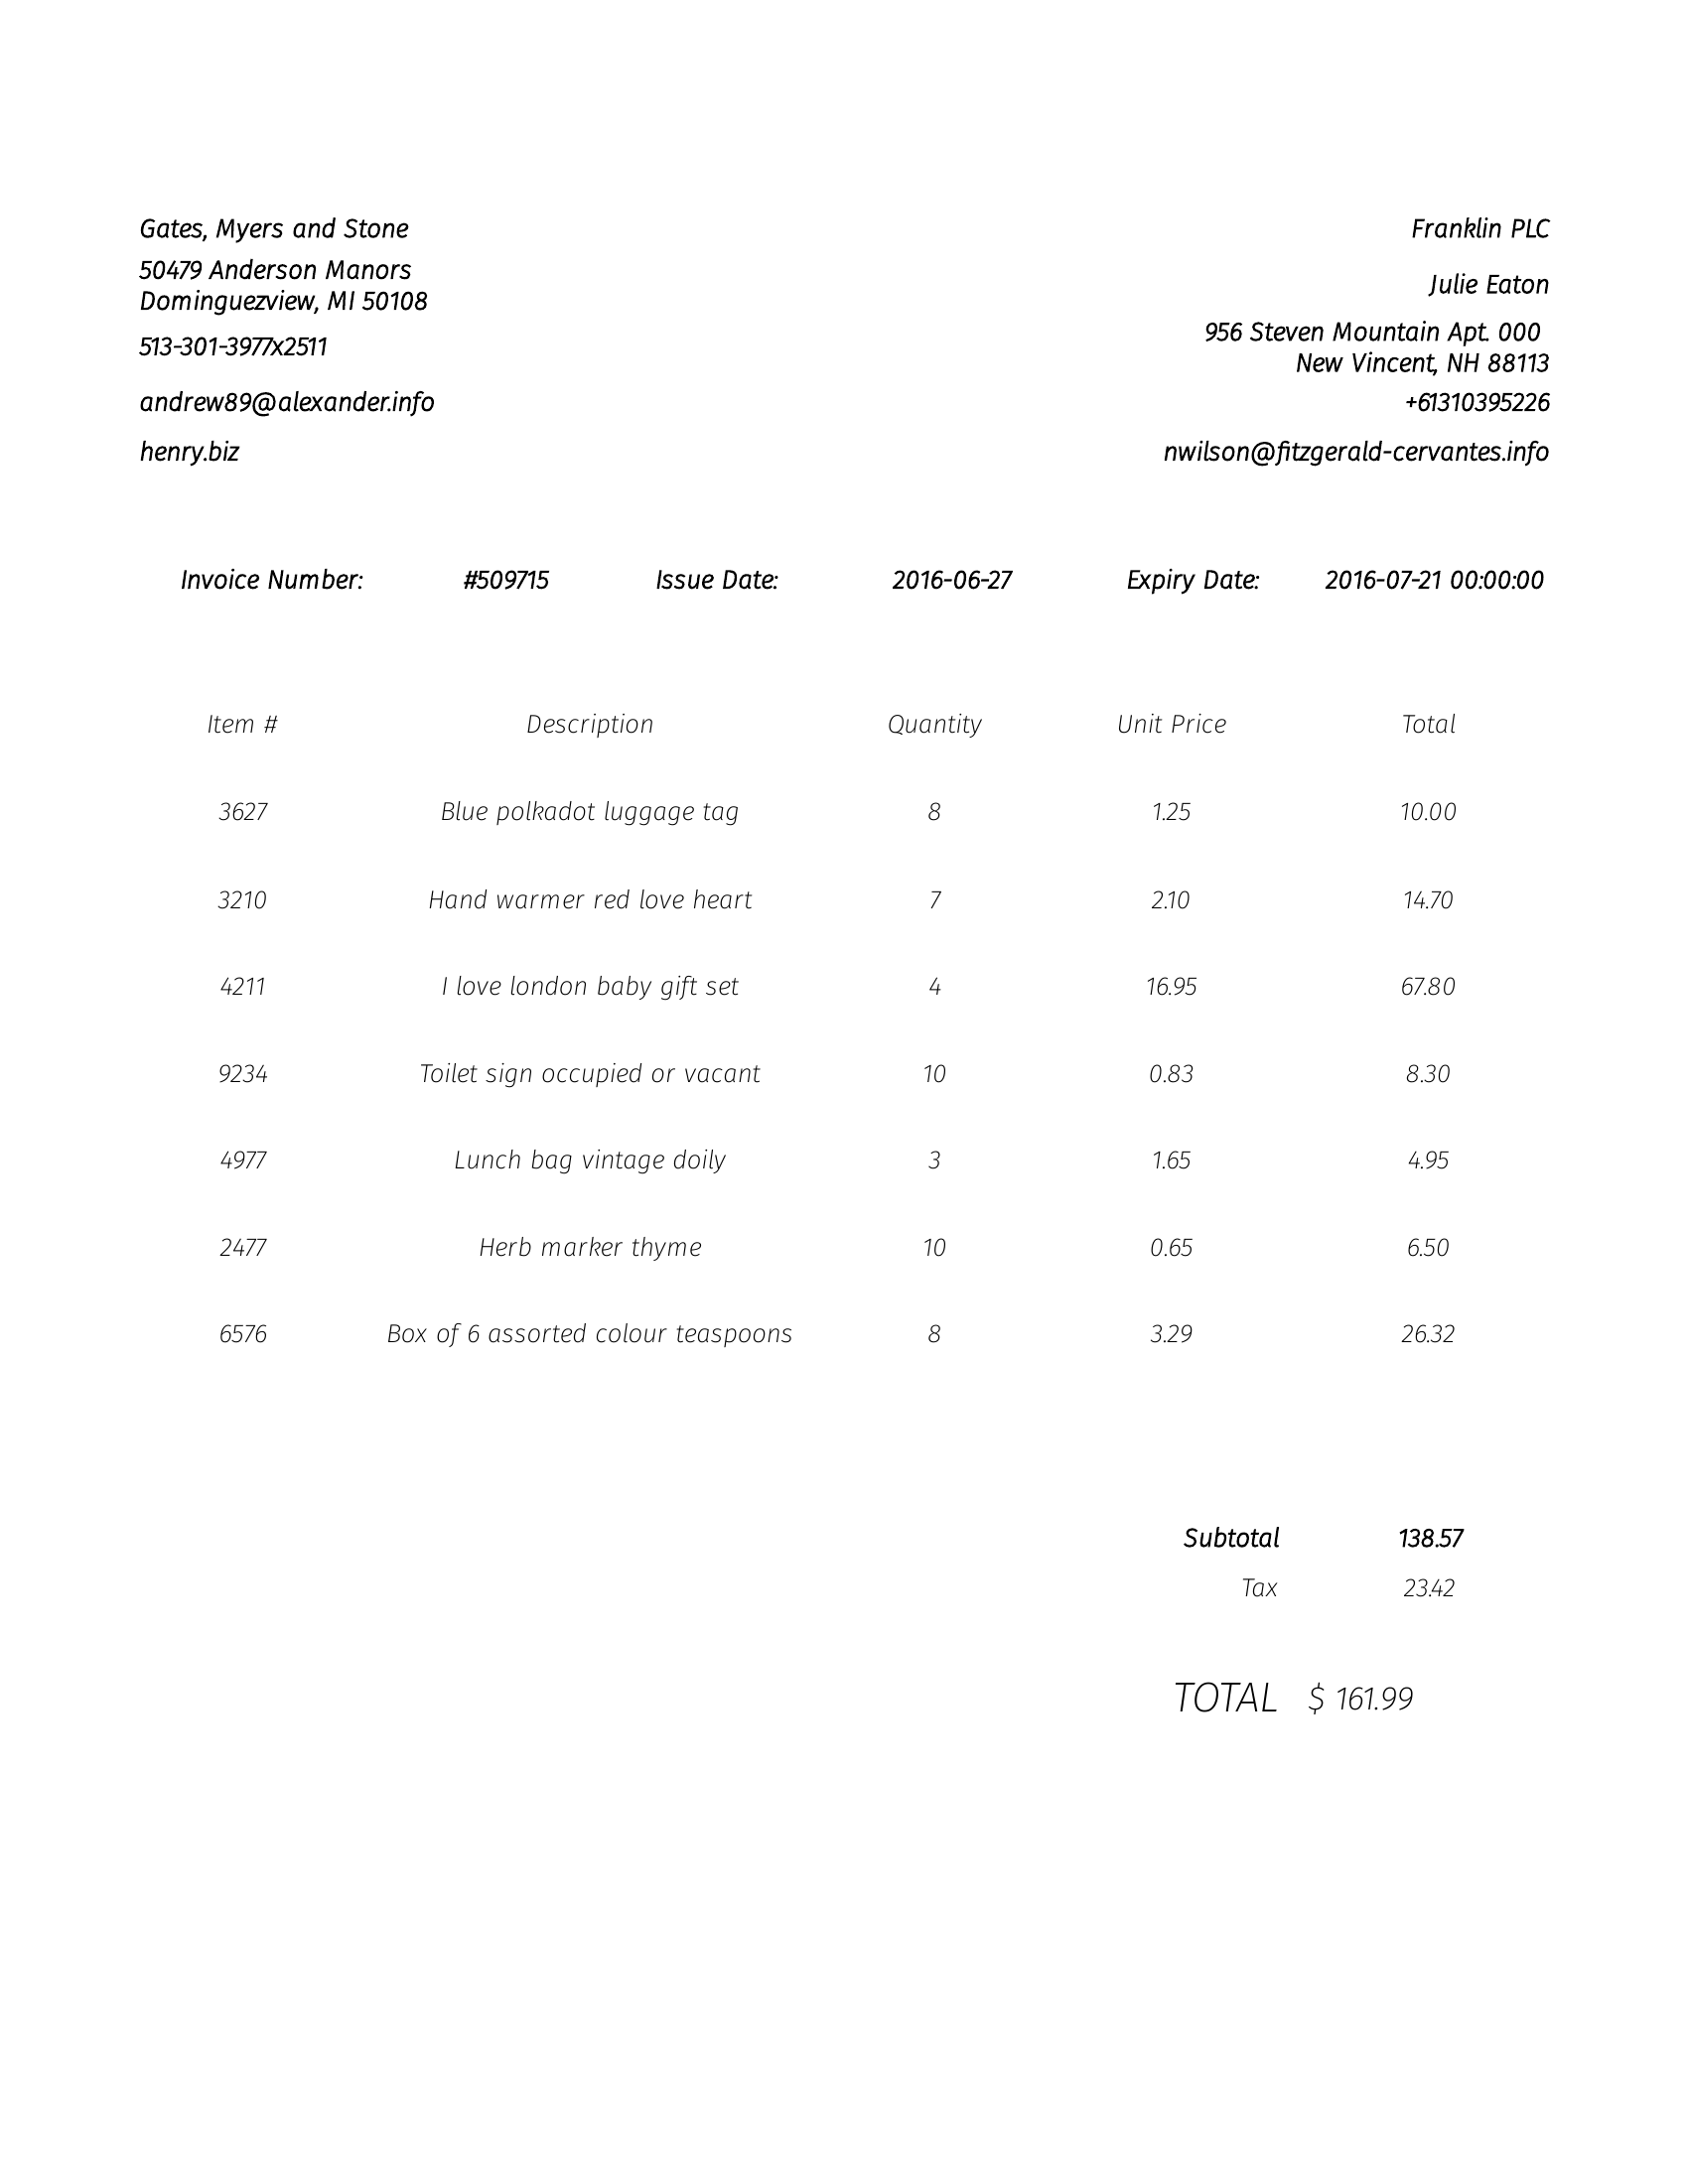 Gates, Myers and Stone
50479 Anderson Manors
Dominguezview, MI 50108
513-301-3977x2511
andrew89@alexander.info
henry.biz
Franklin PLC
Julie Eaton
956 Steven Mountain Apt. 000
New Vincent, NH 88113
+61310395226
nwilson@fitzgerald-cervantes.info
Invoice Number: #509715 Issue Date: 2016-06-27 Expiry Date: 2016-07-21 00:00:00
Item # Description Quantity Unit Price Total
3627 Blue polkadot luggage tag 8 1.25 10.00
3210 Hand warmer red love heart 7 2.10 14.70
4211 I love london baby gift set 4 16.95 67.80
9234 Toilet sign occupied or vacant 10 0.83 8.30
4977 Lunch bag vintage doily 3 1.65 4.95
2477 Herb marker thyme 10 0.65 6.50
6576 Box of 6 assorted colour teaspoons 8 3.29 26.32
Subtotal 138.57
Tax 23.42
TOTAL $ 161.99